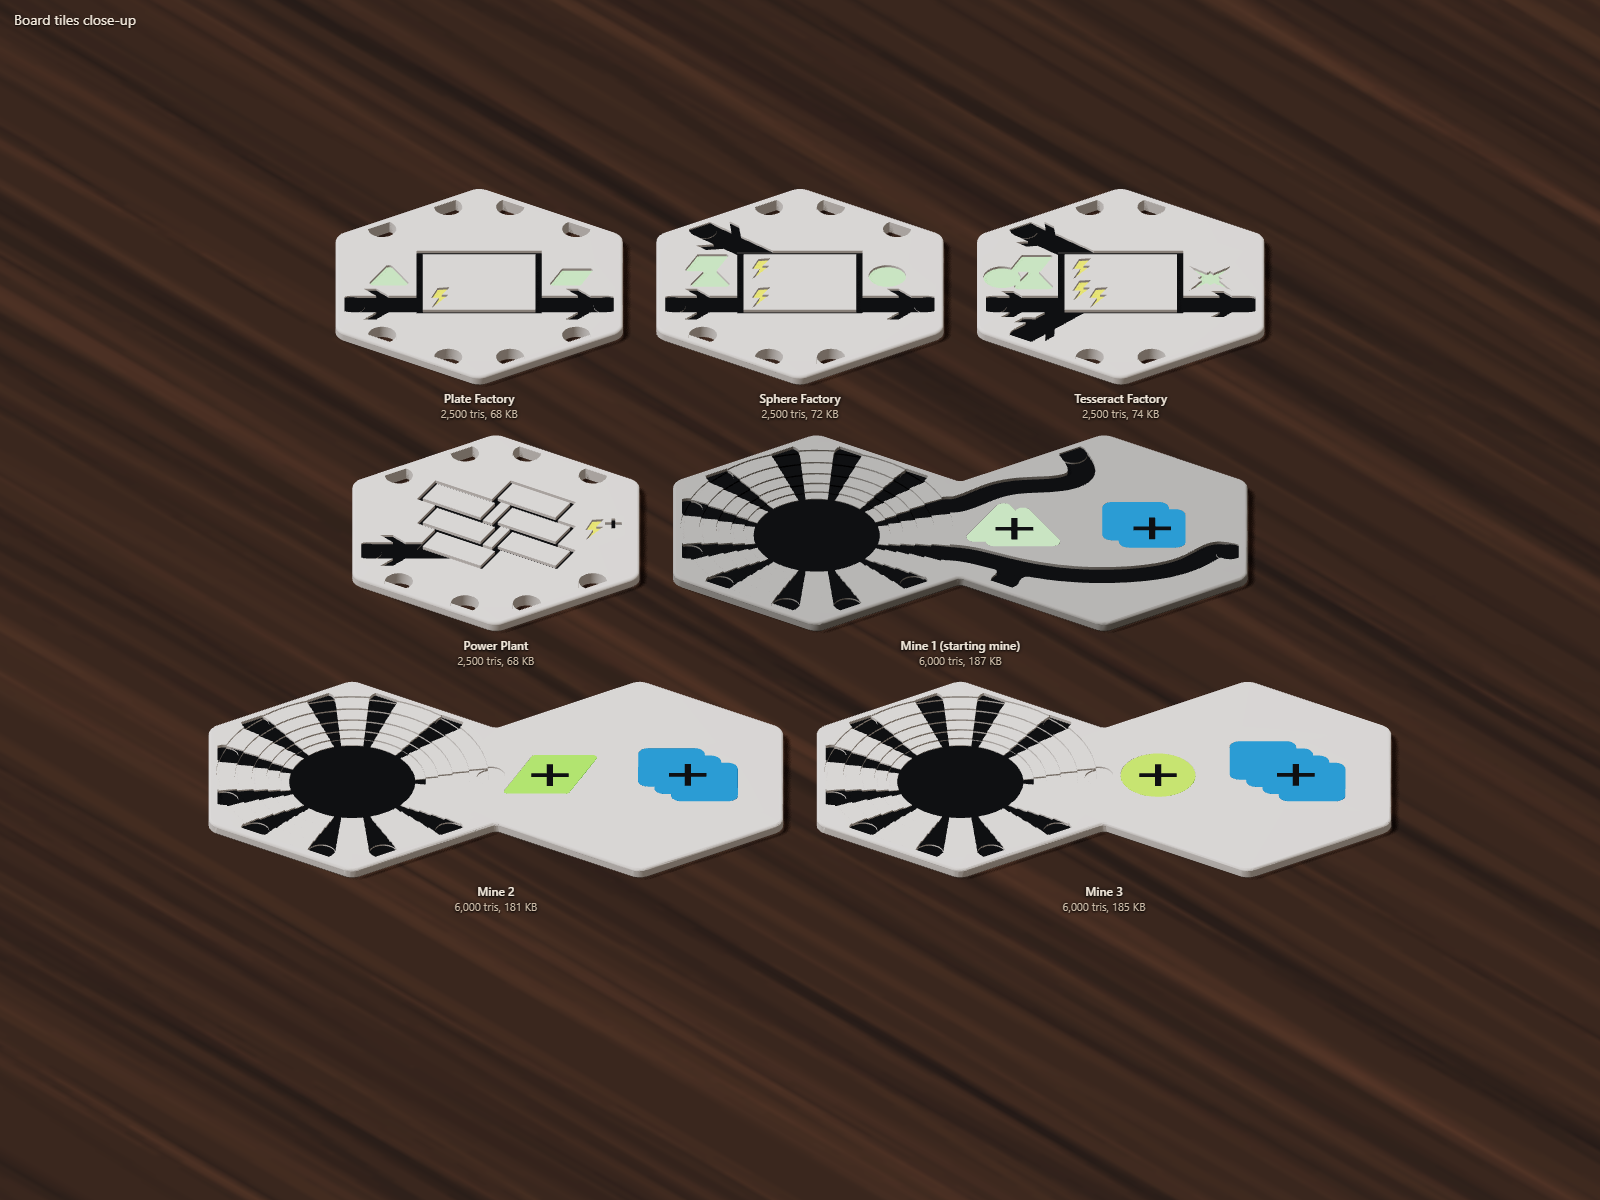 Board tiles close-up
Plate Factory
2,500 tris, 68 KB
Sphere Factory
2,500 tris, 72 KB
Tesseract Factory
2,500 tris, 74 KB
Power Plant
2,500 tris, 68 KB
Mine 1 (starting mine)
6,000 tris, 187 KB
Mine 2
6,000 tris, 181 KB
Mine 3
6,000 tris, 185 KB